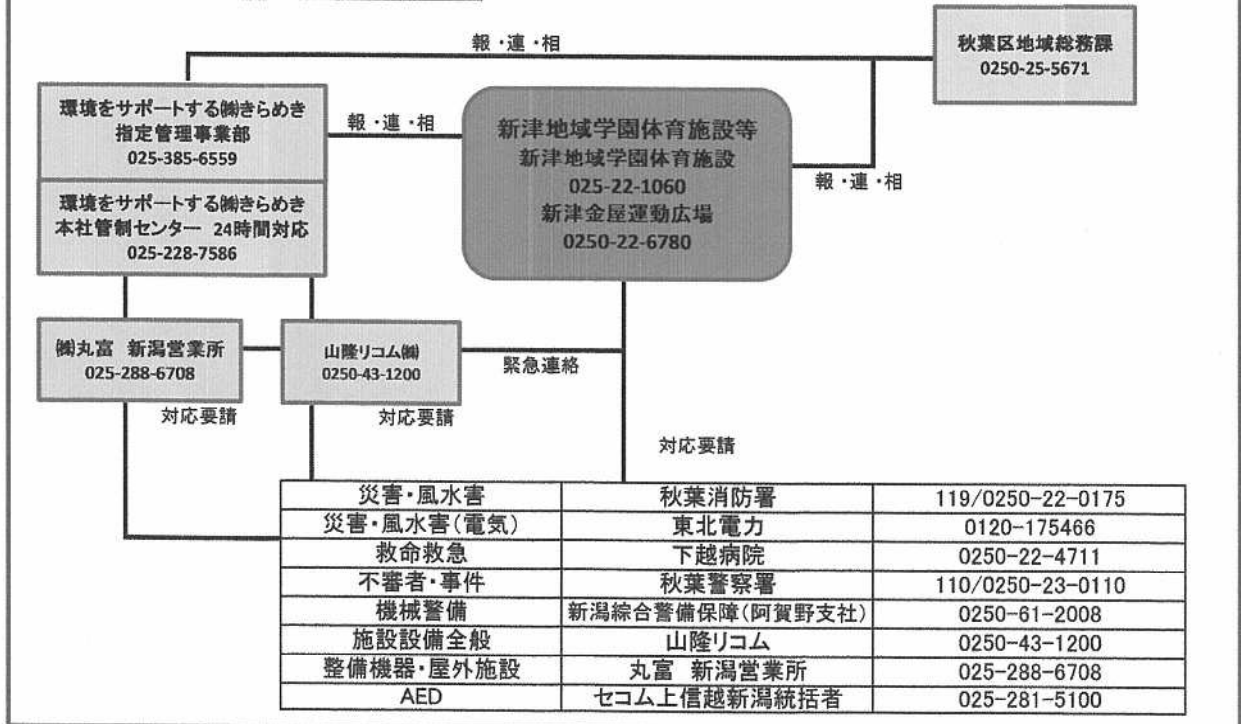 報・連・相
秋葉区地域総務課
0250-25-5671
環境をサポートする㈱きらめき
指定管理事業部
025-385-6559
報・連・相
新津地域学園体育施設等
新津地域学園体育施設
025-22-1060
新津金屋運動広場
0250-22-6780
報・連・相
環境をサポートする㈱きらめき
本社管制センター 24時間対応
025-228-7586
㈱丸富 新潟営業所
025-288-6708
山隆リコム㈱
0250-43-1200
緊急連絡
対応要請
対応要請
対応要請
災害・風水害 秋葉消防署 119/0250-22-0175
災害・風水害(電気) 東北電力 0120-175466
救命救急 下越病院 0250-22-4711
不審者・事件 秋葉警察署 110/0250-23-0110
機械警備 新潟綜合警備保障(阿賀野支社) 0250-61-2008
施設設備全般 山隆リコム 0250-43-1200
整備機器・屋外施設 丸富 新潟営業所 025-288-6708
AED セコム上信越新潟統括者 025-281-5100